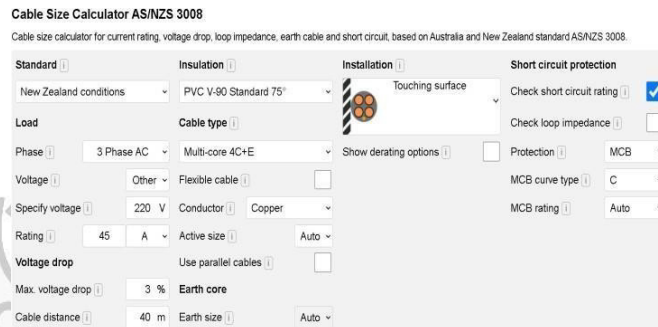 Cable Size Calculator AS/NZS 3008
Cable size calculator for current rating, voltage drop, loop impedance, earth cable and short circuit, based on Australia and New Zealand standard AS/NZS 3008.
Standard i Insulation i Installation i Short circuit protection
New Zealand conditions PVC V-90 Standard 75° Touching surface Check short circuit rating i
Load Cable type i Check loop impedance i
Phase i 3 Phase AC Multi-core 4C+E Show derating options i Protection i MCB
Voltage i Other Flexible cable i MCB curve type i C
Specify voltage i 220 V Conductor i Copper MCB rating i Auto
Rating i 45 A Active size i Auto
Voltage drop Use parallel cables i
Max. voltage drop i 3 % Earth core
Cable distance i 40 m Earth size i Auto